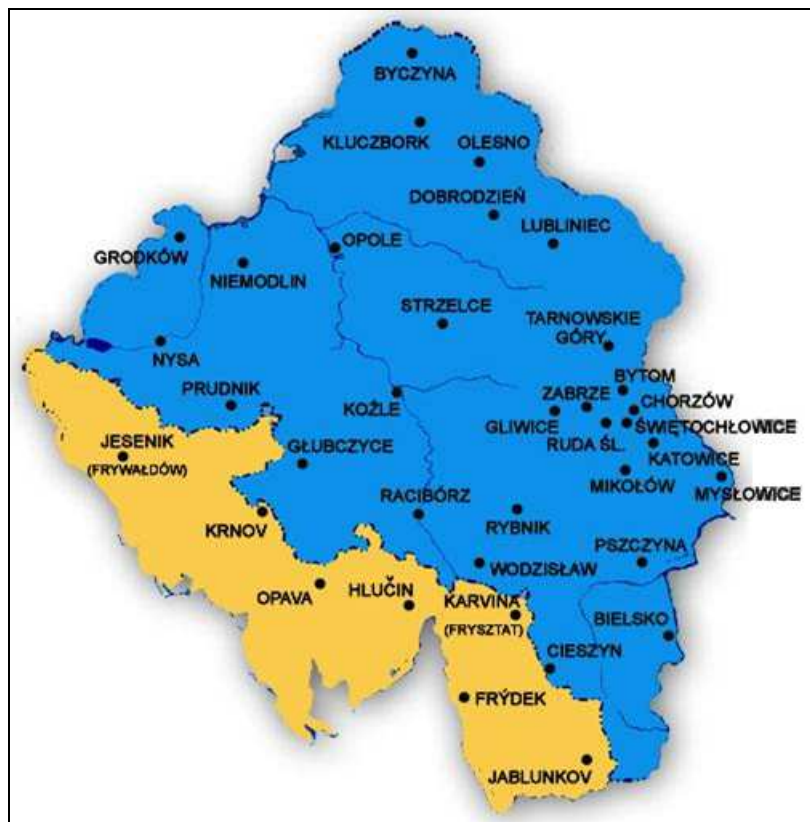 BYCZYNA
KLUCZBORK
OLESNO
DOBRODZIEŃ
LUBLINIEC
GRODKÓW
OPOLE
NIEMODLIN
STRZELCE
TARNOWSKIE
GÓRY
NYSA
PRUDNIK
KOŹLE
BYTOM
ZABRZE
CHORZÓW
GLIWICE
ŚWIĘTOCHŁOWICE
RUDA ŚL.
KATOWICE
JESENIK
(FRYWAŁDÓW)
GŁUBCZYCE
MIKOŁÓW
MYSŁOWICE
RACIBÓRZ
KRNOV
RYBNIK
PSZCZYNA
WODZISŁAW
OPAVA
HLUČIN
KARVINA
(FRYSZTAT)
BIELSKO
CIESZYN
FRÝDEK
JABLUNKOV